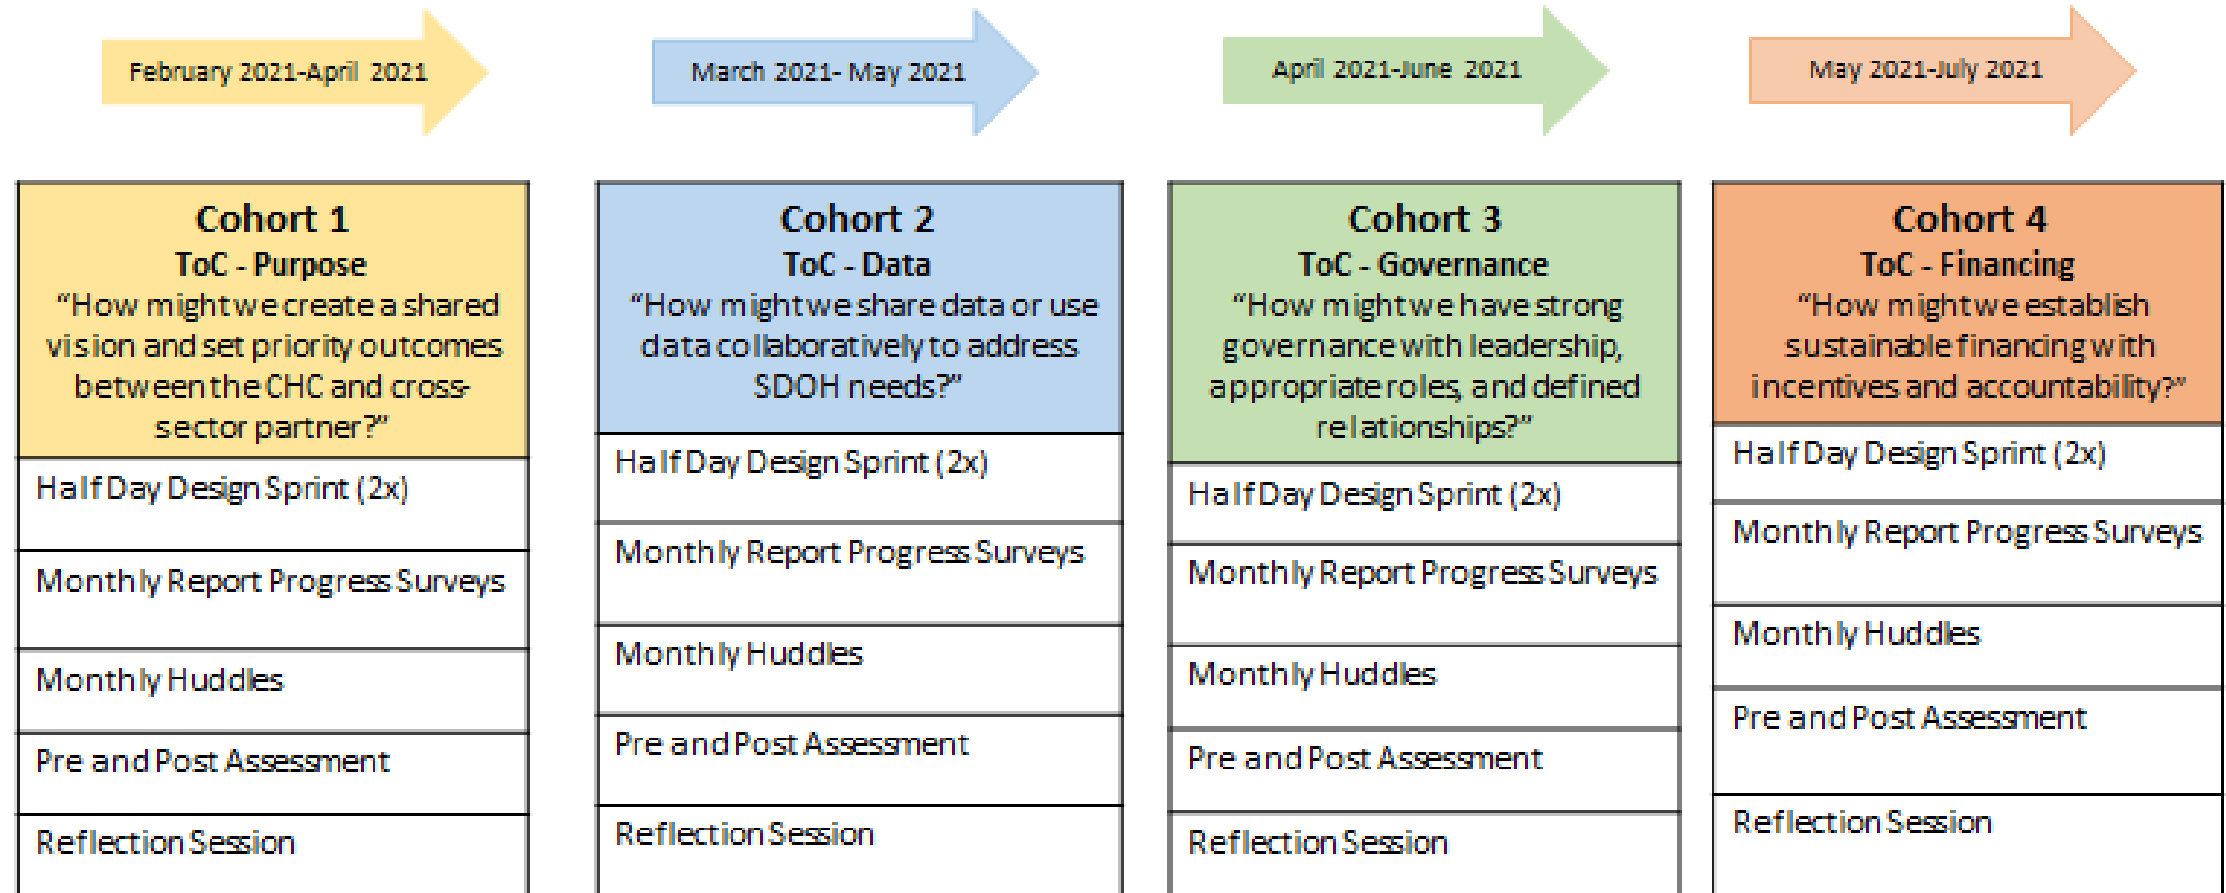 February 2021-April 2021
March 2021- May 2021
April 2021-June 2021
May 2021-July 2021
Cohort 1
ToC - Purpose
“How might we create a shared
vision and set priority outcomes
between the CHC and cross-
sector partner?”
Half Day Design Sprint (2x)
Monthly Report Progress Surveys
Monthly Huddles
Pre and Post Assessment
Reflection Session
Cohort 2
ToC - Data
“How might we share data or use
data collaboratively to address
SDOH needs?”
Half Day Design Sprint (2x)
Monthly Report Progress Surveys
Monthly Huddles
Pre and Post Assessment
Reflection Session
Cohort 3
ToC - Governance
“How might we have strong
governance with leadership,
appropriate roles, and defined
relationships?”
Half Day Design Sprint (2x)
Monthly Report Progress Surveys
Monthly Huddles
Pre and Post Assessment
Reflection Session
Cohort 4
ToC - Financing
“How might we establish
sustainable financing with
incentives and accountability?”
Half Day Design Sprint (2x)
Monthly Report Progress Surveys
Monthly Huddles
Pre and Post Assessment
Reflection Session